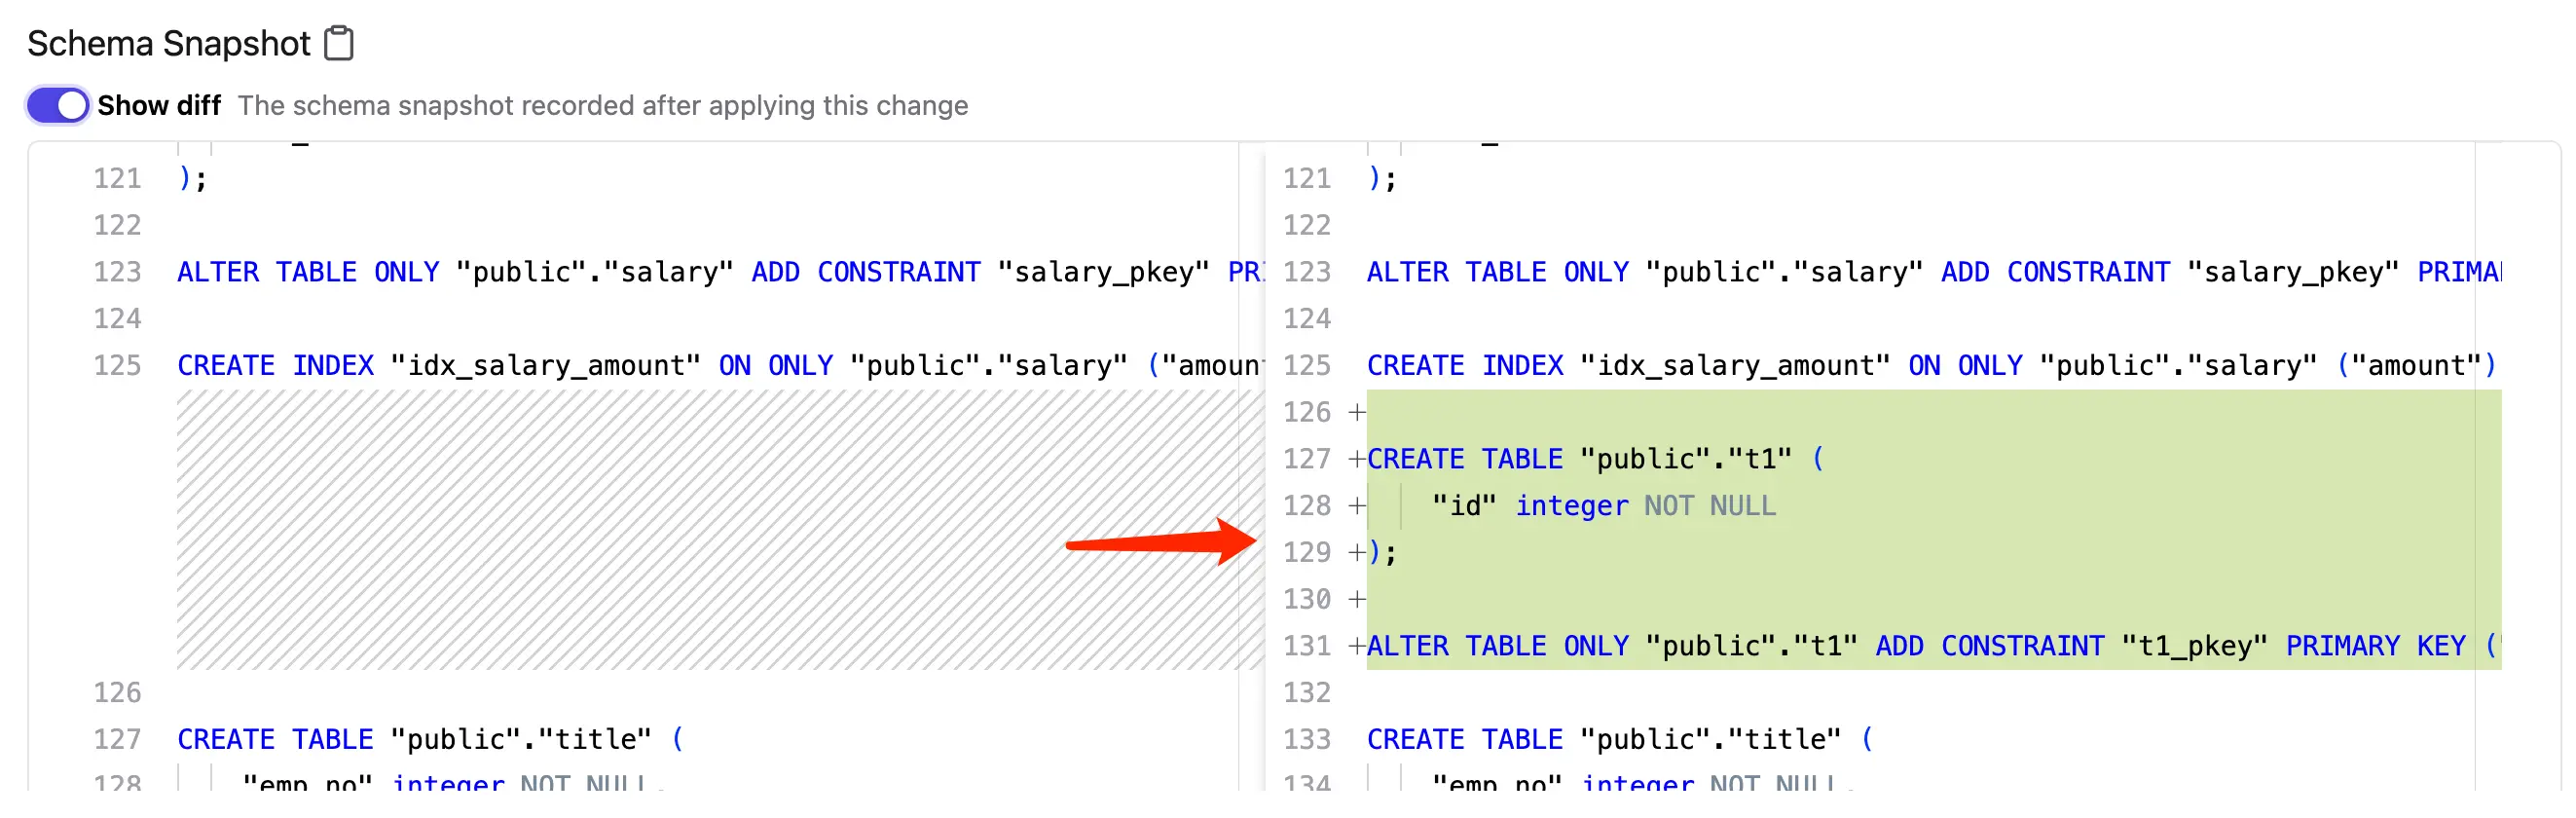 Schema Snapshot
Show diff The schema snapshot recorded after applying this change
121 );
122
123 ALTER TABLE ONLY "public"."salary" ADD CONSTRAINT "salary_pkey"
124
125 CREATE INDEX "idx_salary_amount" ON ONLY "public"."salary" ("amount
126
127 CREATE TABLE "public"."title" (
128 "emp_no" integer NOT NULL,
121 );
122
123 ALTER TABLE ONLY "public"."salary" ADD CONSTRAINT "salary_pkey" PRIMA
124
125 CREATE INDEX "idx_salary_amount" ON ONLY "public"."salary" ("amount")
126 +
127 +CREATE TABLE "public"."t1" (
128 + "id" integer NOT NULL
129 +);
130 +
131 +ALTER TABLE ONLY "public"."t1" ADD CONSTRAINT "t1_pkey" PRIMARY KEY (
132
133 CREATE TABLE "public"."title" (
134 "emp_no" integer NOT NULL,